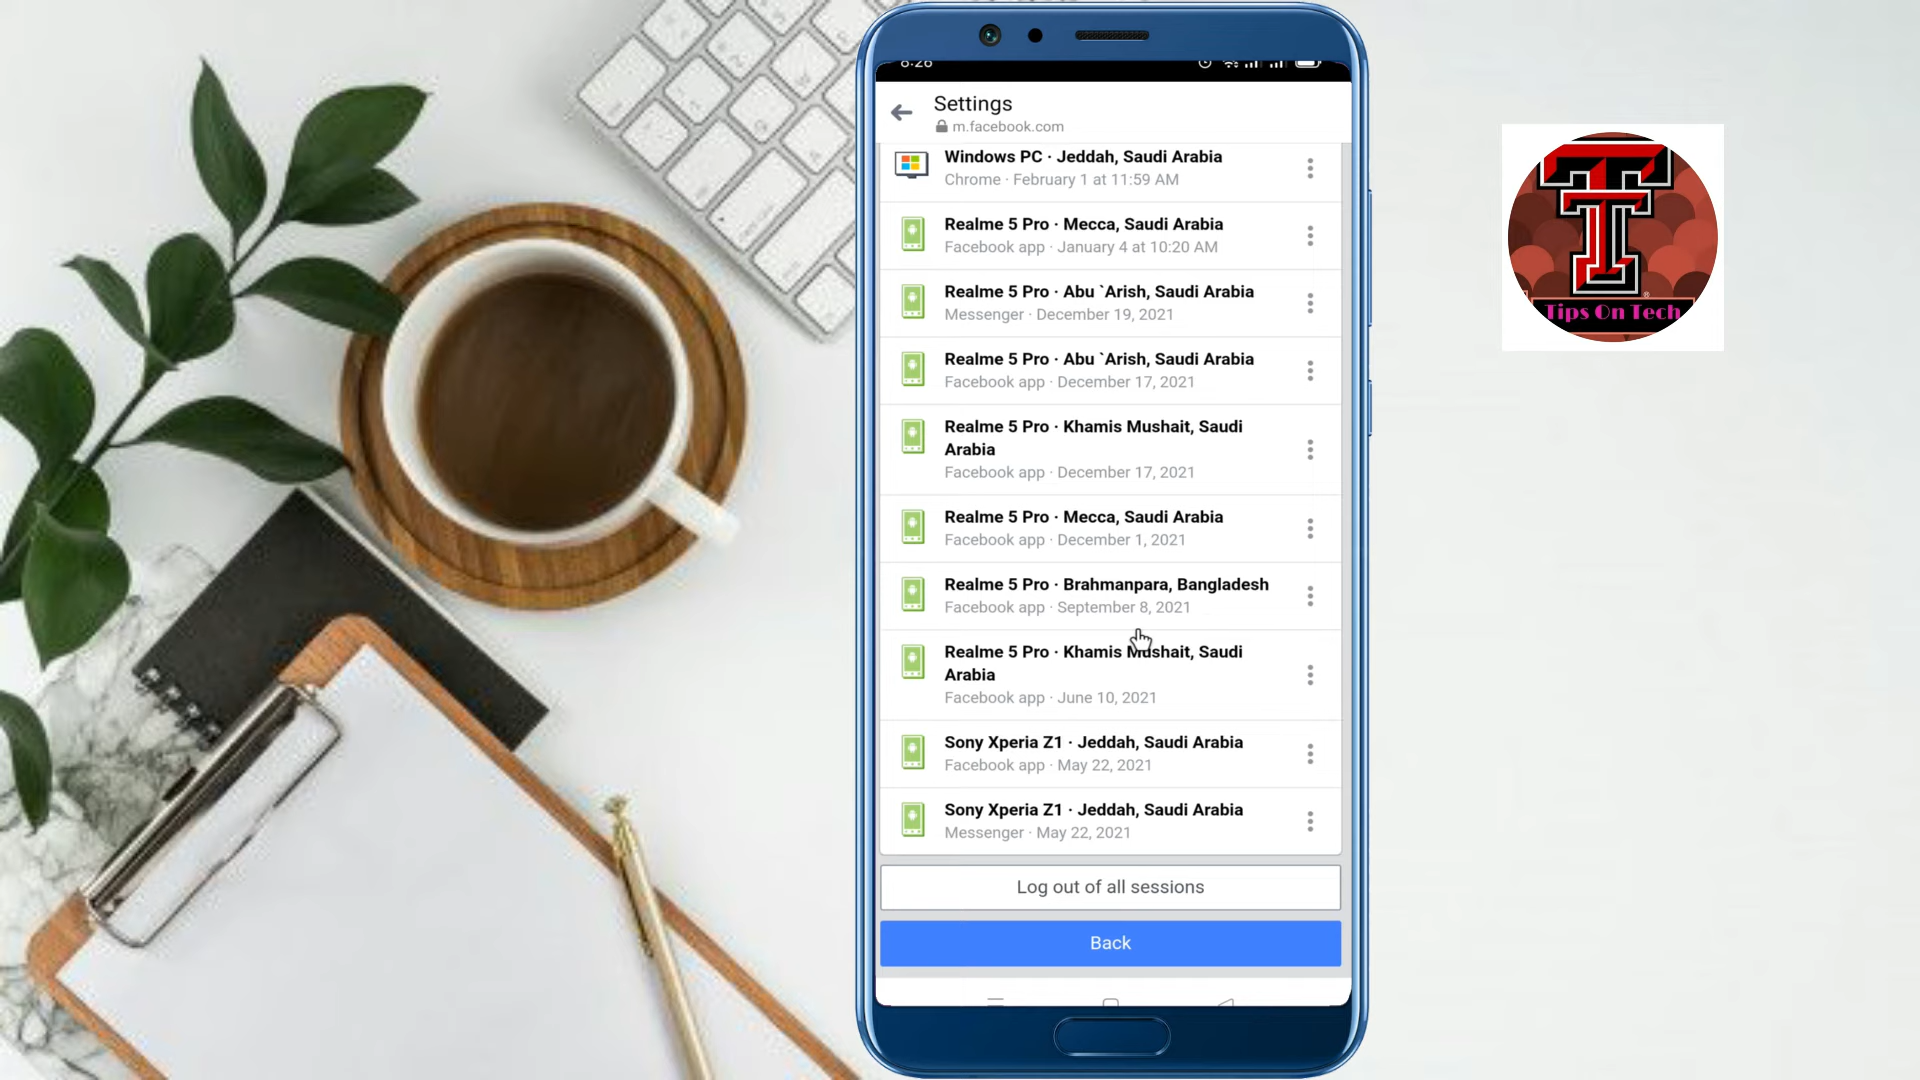 8:26
Settings
m.facebook.com
Windows PC · Jeddah, Saudi Arabia
Chrome · February 1 at 11:59 AM
Realme 5 Pro · Mecca, Saudi Arabia
Facebook app · January 4 at 10:20 AM
Realme 5 Pro · Abu `Arish, Saudi Arabia
Messenger · December 19, 2021
Realme 5 Pro · Abu `Arish, Saudi Arabia
Facebook app · December 17, 2021
Realme 5 Pro · Khamis Mushait, Saudi
Arabia
Facebook app · December 17, 2021
Realme 5 Pro · Mecca, Saudi Arabia
Facebook app · December 1, 2021
Realme 5 Pro · Brahmanpara, Bangladesh
Facebook app · September 8, 2021
Realme 5 Pro · Khamis Mushait, Saudi
Arabia
Facebook app · June 10, 2021
Sony Xperia Z1 · Jeddah, Saudi Arabia
Facebook app · May 22, 2021
Sony Xperia Z1 · Jeddah, Saudi Arabia
Messenger · May 22, 2021
Log out of all sessions
Back
T
®
Tips On Tech